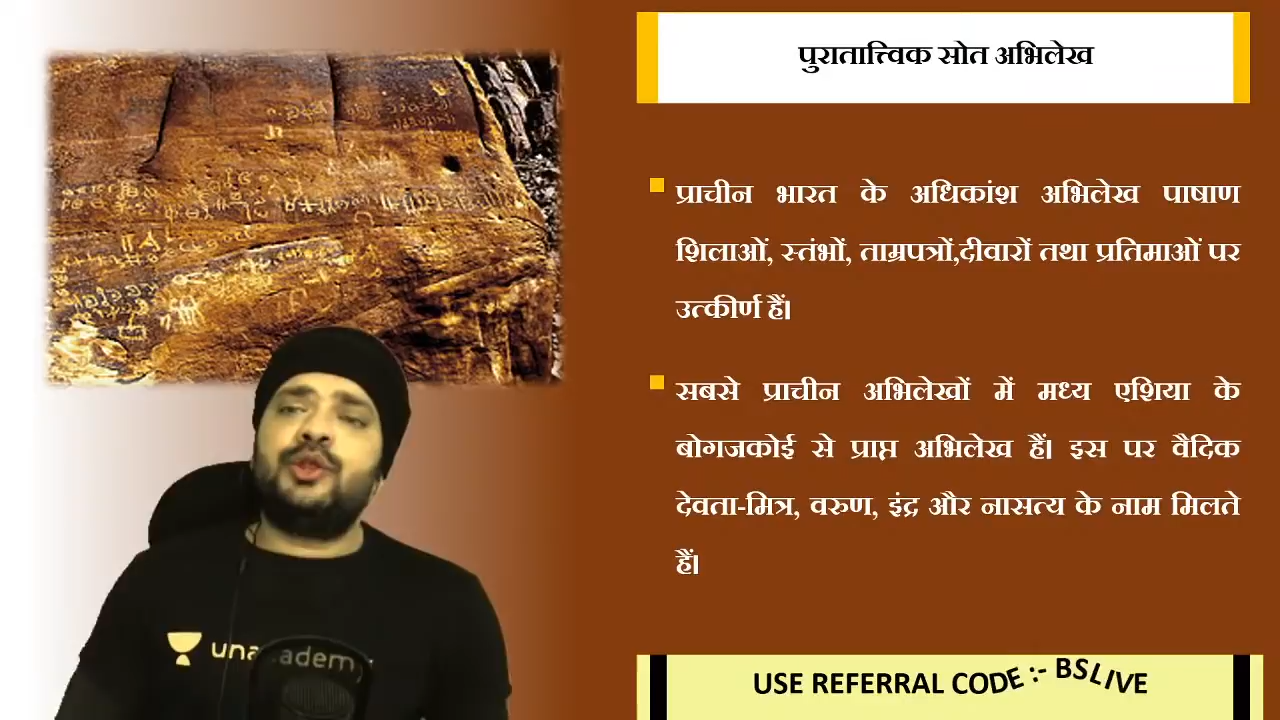 पुरातात्त्विक सोत अभिलेख
प्राचीन भारत के अधिकांश अभिलेख पाषाण
शिलाओं, स्तंभों, ताम्रपत्रों,दीवारों तथा प्रतिमाओं पर
उत्कीर्ण हैं।
सबसे प्राचीन अभिलेखों में मध्य एशिया के
बोगजकोई से प्राप्त अभिलेख हैं। इस पर वैदिक
देवता-मित्र, वरुण, इंद्र और नासत्य के नाम मिलते
हैं।
unacademy
USE REFERRAL CODE :- BSLIVE